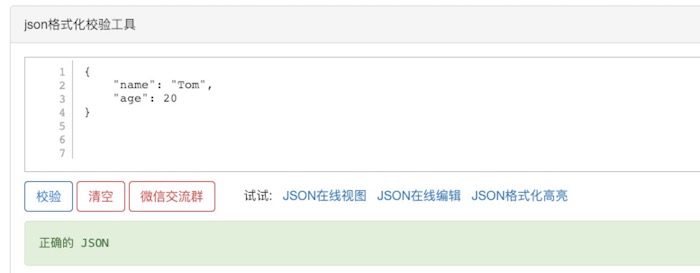 json格式化校验工具
1 {
2     "name": "Tom",
3     "age": 20
4 }
5
6
7
校验 清空 微信交流群 试试: JSON在线视图 JSON在线编辑 JSON格式化高亮
正确的 JSON